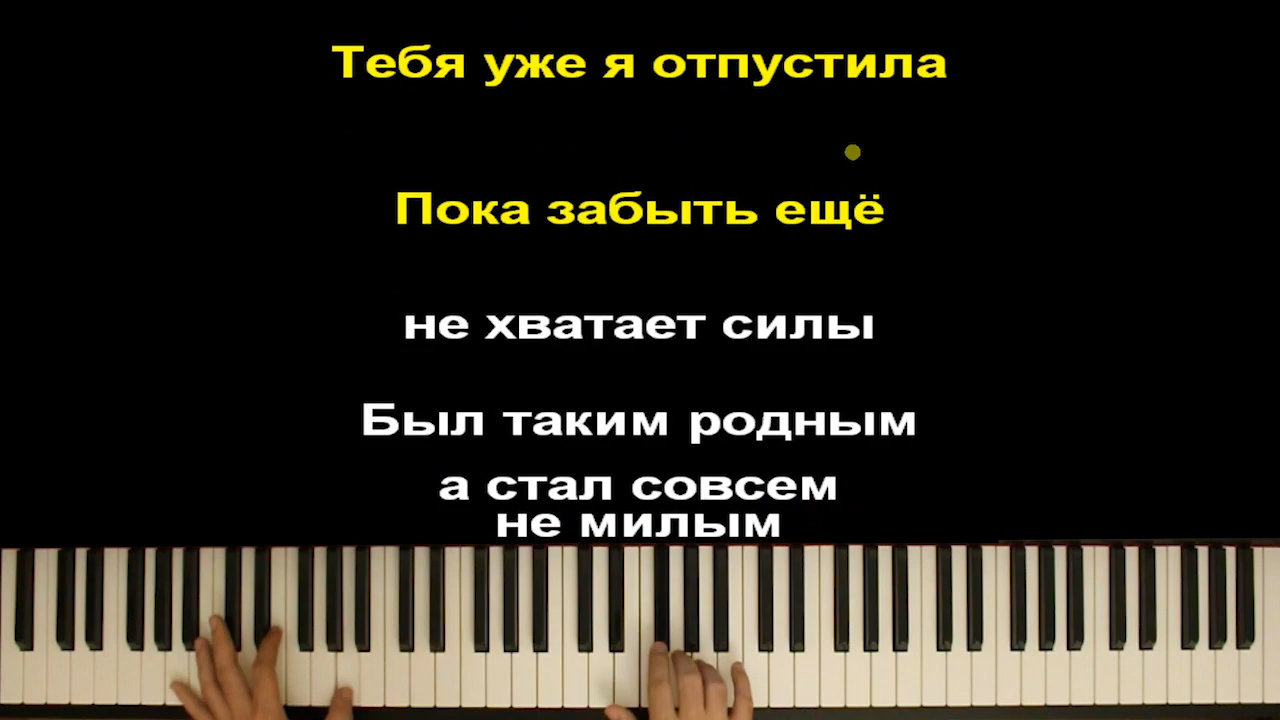 Тебя уже я отпустила
Пока забыть ещё
не хватает силы
Был таким родным
а стал совсем
не милым